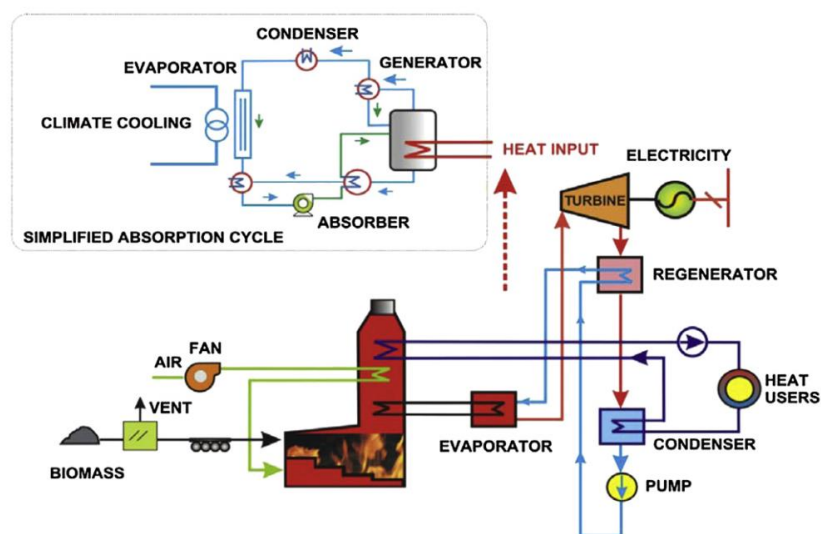 CONDENSER
EVAPORATOR
GENERATOR
CLIMATE COOLING
HEAT INPUT
ABSORBER
SIMPLIFIED ABSORPTION CYCLE
ELECTRICITY
TURBINE
REGENERATOR
FAN
AIR
VENT
BIOMASS
EVAPORATOR
HEAT
USERS
CONDENSER
PUMP